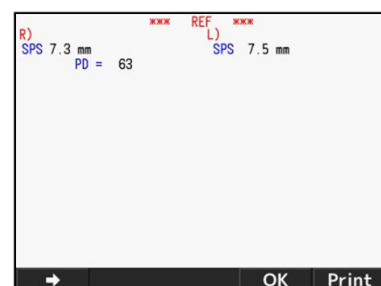 *** REF ***
R) L)
SPS 7.3 mm SPS 7.5 mm
PD = 63
OK Print